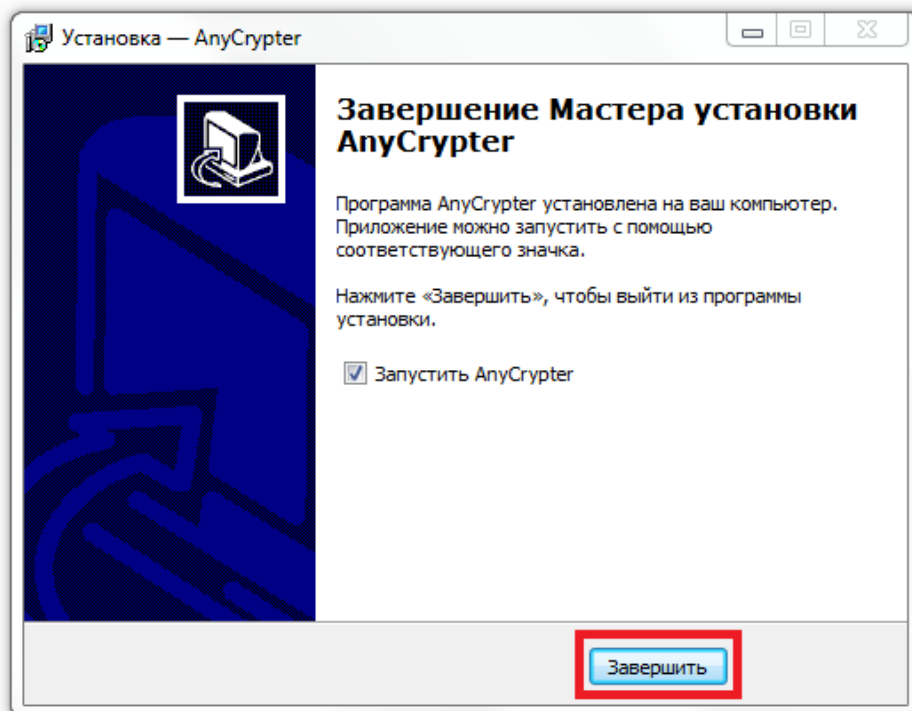 Установка — AnyCrypter
Завершение Мастера установки
AnyCrypter
Программа AnyCrypter установлена на ваш компьютер.
Приложение можно запустить с помощью
соответствующего значка.
Нажмите «Завершить», чтобы выйти из программы
установки.
Запустить AnyCrypter
Завершить